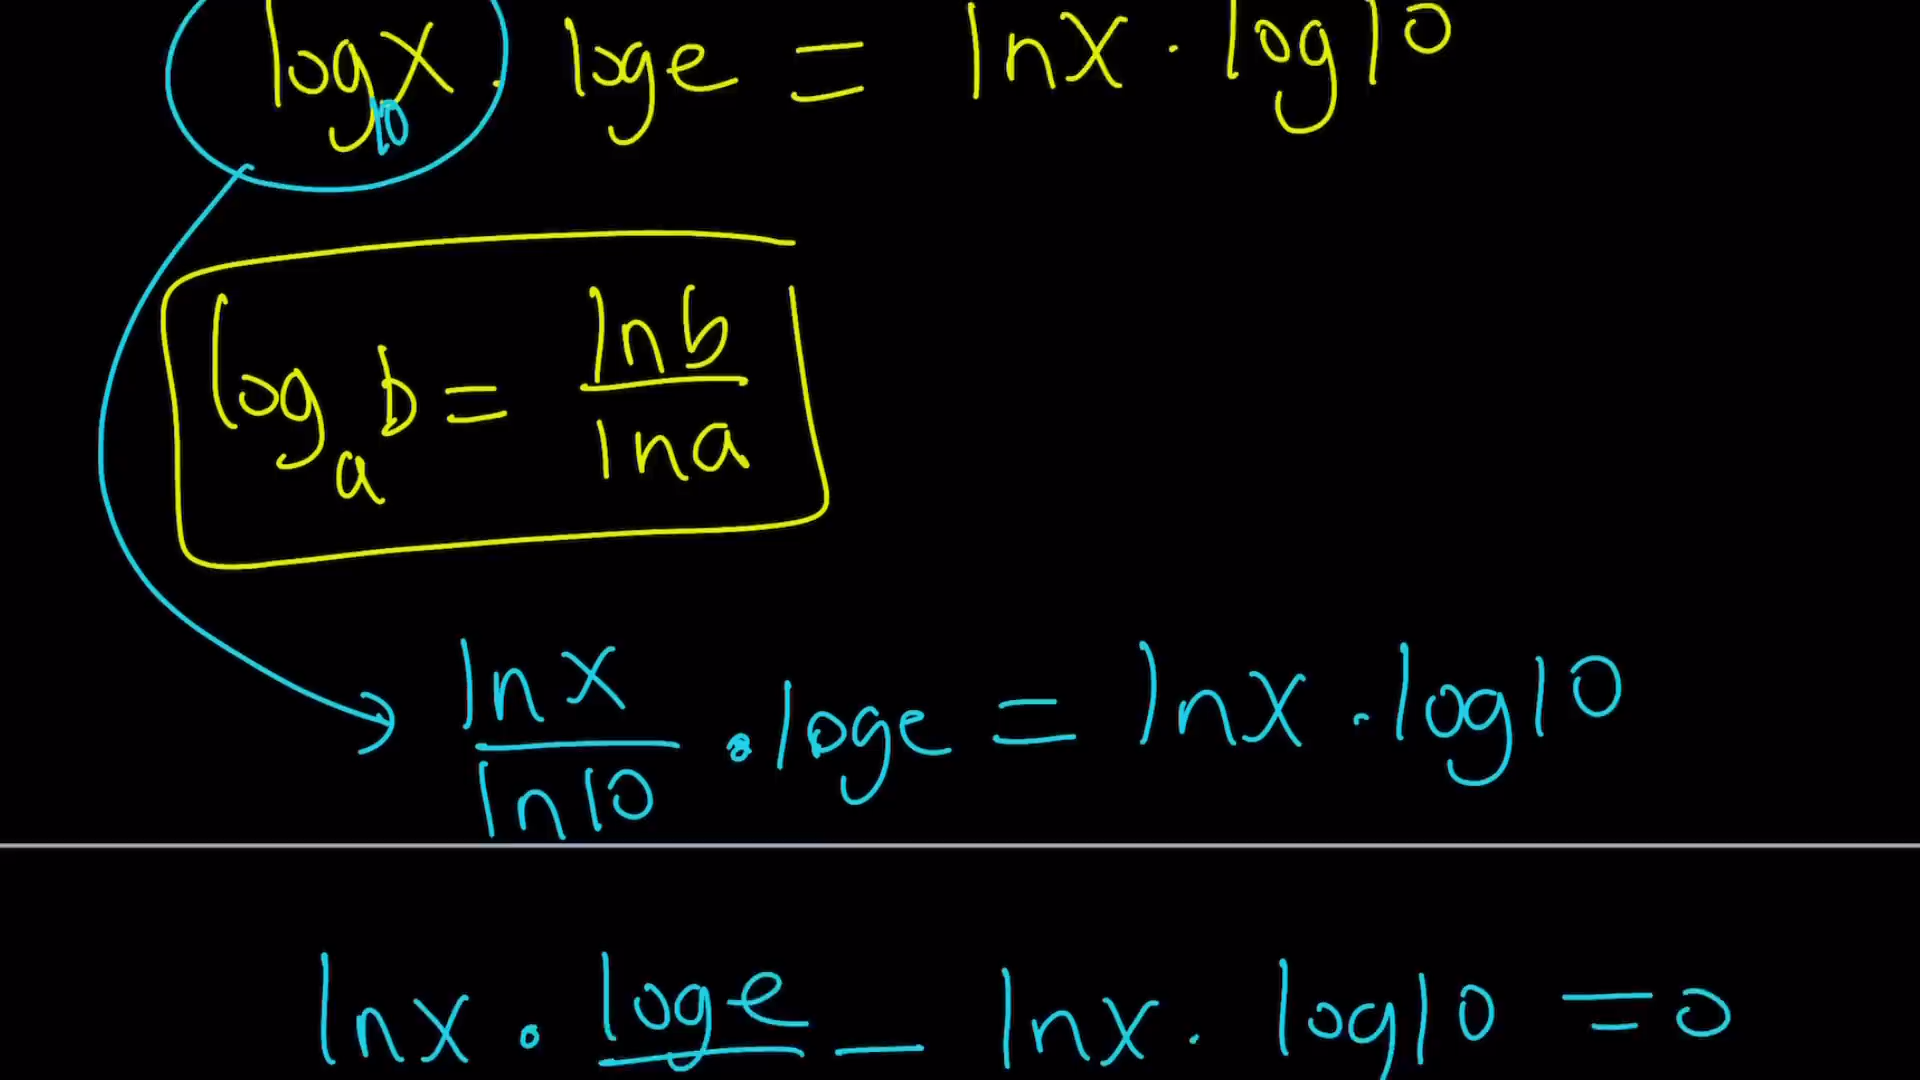 log₁₀x · loge = lnx · log10
logₐb = lnb/lna
lnx/ln10 · loge = lnx · log10
lnx · loge − lnx · log10 = 0